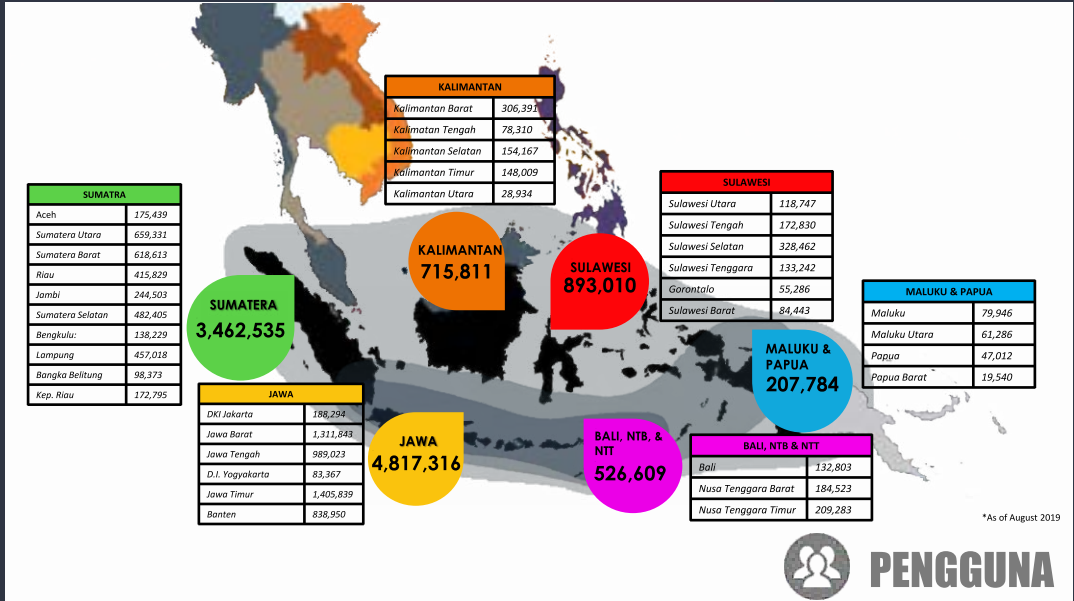 KALIMANTAN
Kalimantan Barat 306,391
Kalimatan Tengah 78,310
Kalimantan Selatan 154,167
Kalimantan Timur 148,009
Kalimantan Utara 28,934
SUMATRA
Aceh 175,439
Sumatera Utara 659,331
Sumatera Barat 618,613
Riau 415,829
Jambi 244,503
Sumatera Selatan 482,405
Bengkulu: 138,229
Lampung 457,018
Bangka Belitung 98,373
Kep. Riau 172,795
SULAWESI
Sulawesi Utara 118,747
Sulawesi Tengah 172,830
Sulawesi Selatan 328,462
Sulawesi Tenggara 133,242
Gorontalo 55,286
Sulawesi Barat 84,443
KALIMANTAN
715,811
SULAWESI
893,010
SUMATERA
3,462,535
MALUKU & PAPUA
Maluku 79,946
Maluku Utara 61,286
Papua 47,012
Papua Barat 19,540
MALUKU &
PAPUA
207,784
JAWA
DKI Jakarta 188,294
Jawa Barat 1,311,843
Jawa Tengah 989,023
D.I. Yogyakarta 83,367
Jawa Timur 1,405,839
Banten 838,950
JAWA
4,817,316
BALI, NTB, &
NTT
526,609
BALI, NTB & NTT
Bali 132,803
Nusa Tenggara Barat 184,523
Nusa Tenggara Timur 209,283
*As of August 2019
PENGGUNA